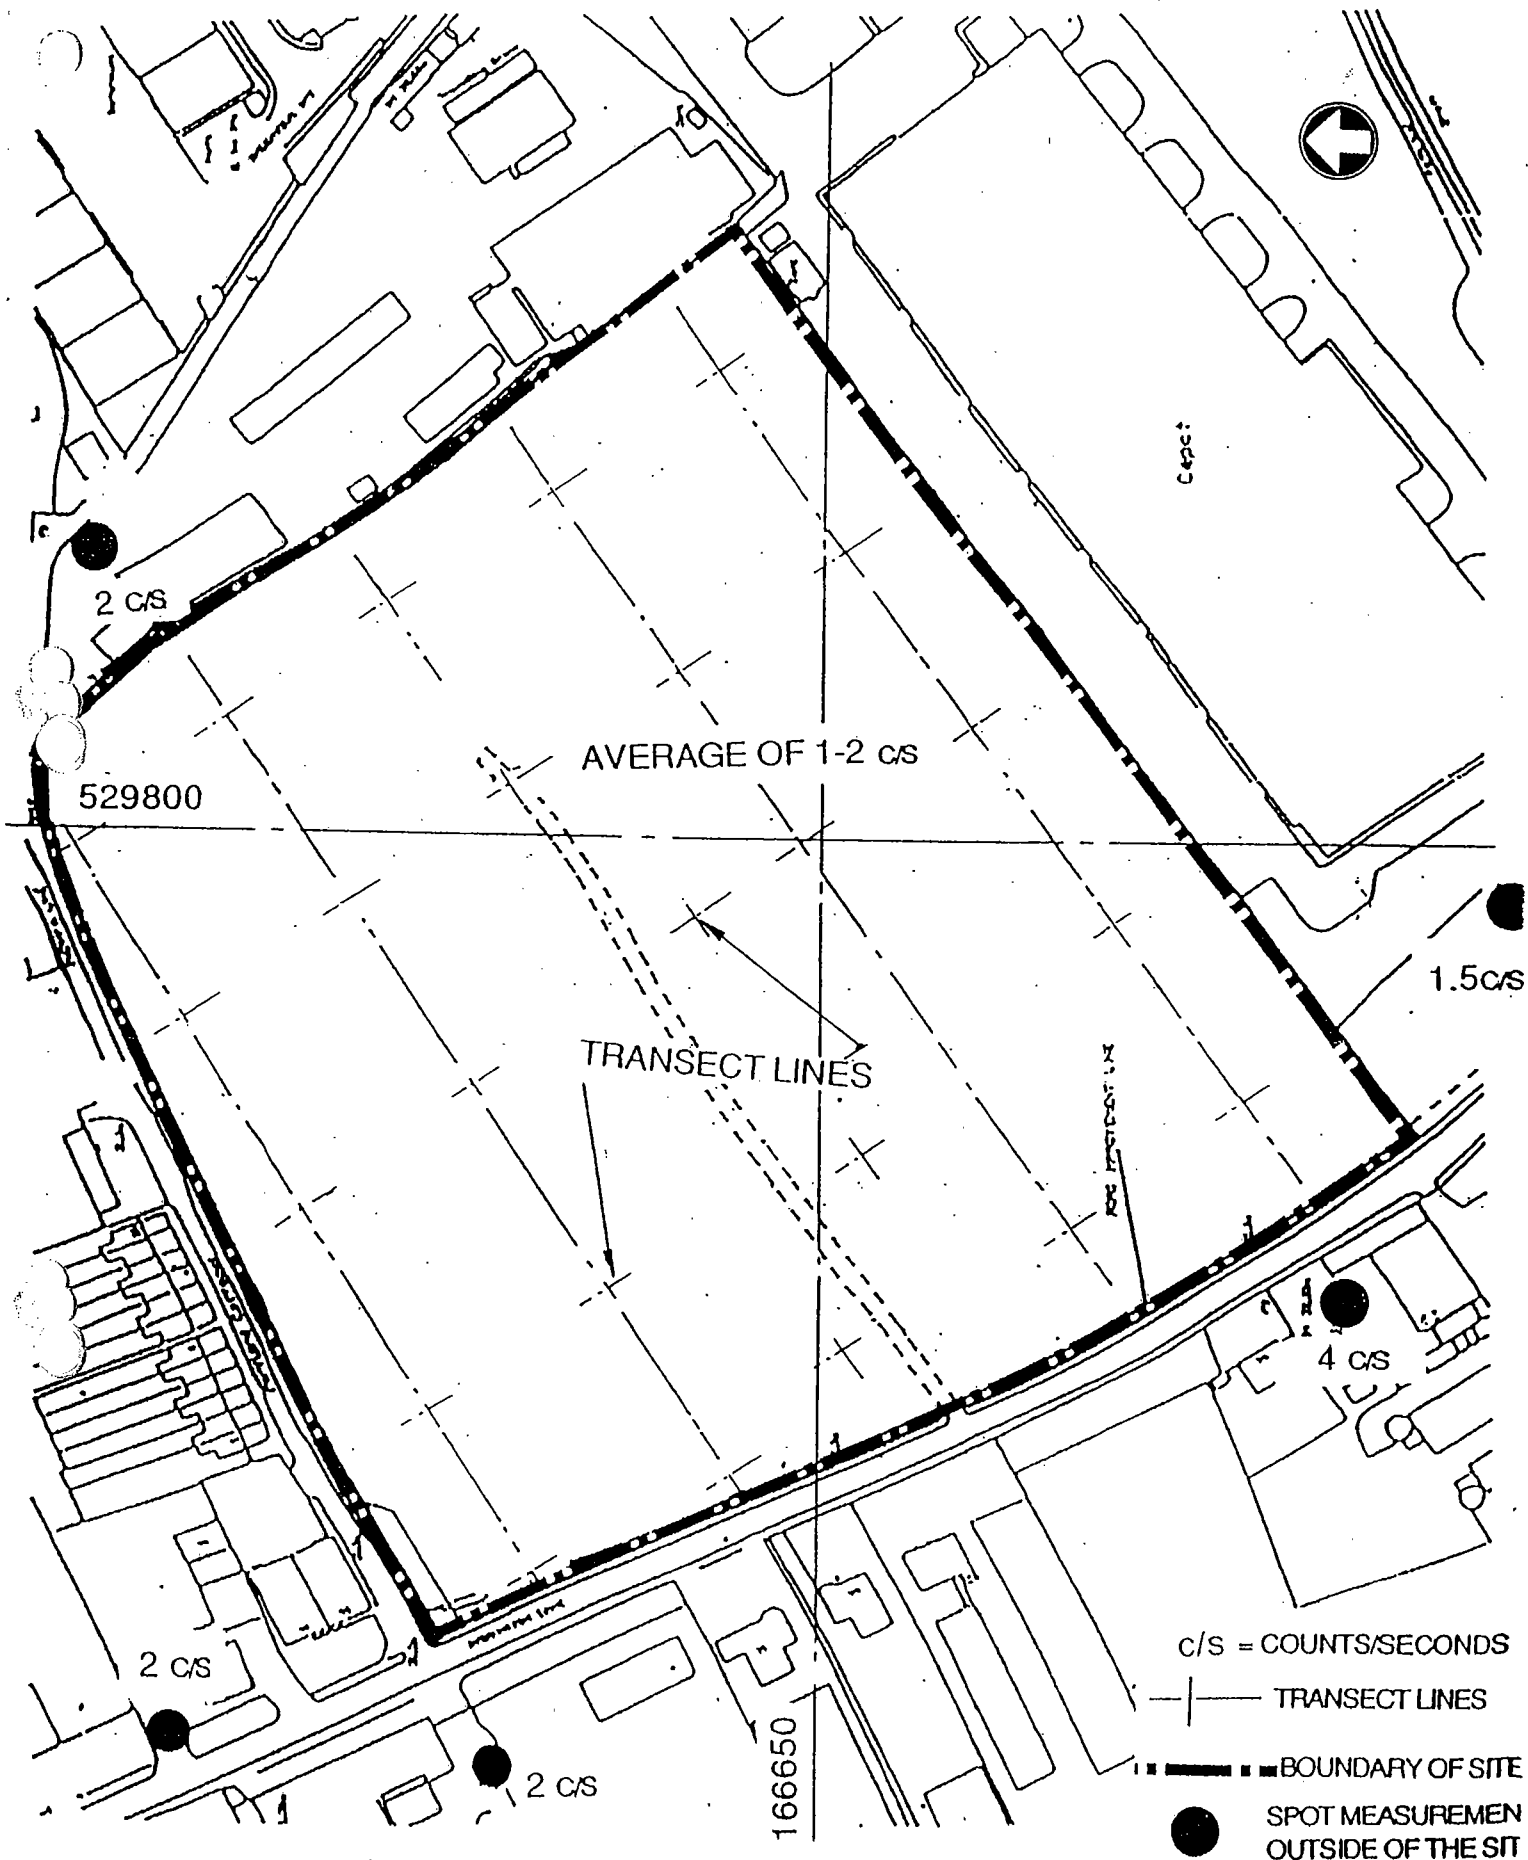 Depot
2 C/S
AVERAGE OF 1-2 C/S
529800
1.5C/S
TRANSECT LINES
4 C/S
2 C/S
2 C/S
166650
C/S = COUNTS/SECONDS
TRANSECT LINES
BOUNDARY OF SITE
SPOT MEASUREMEN
OUTSIDE OF THE SIT